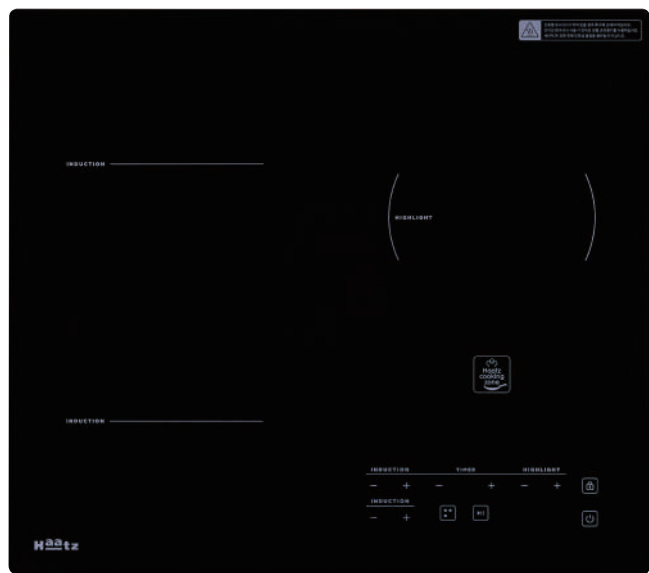 INDUCTION
HIGHLIGHT
Haatz
cooking
zone
INDUCTION
INDUCTION TIMER HIGHLIGHT
− + − + − +
INDUCTION
− +
Haatz